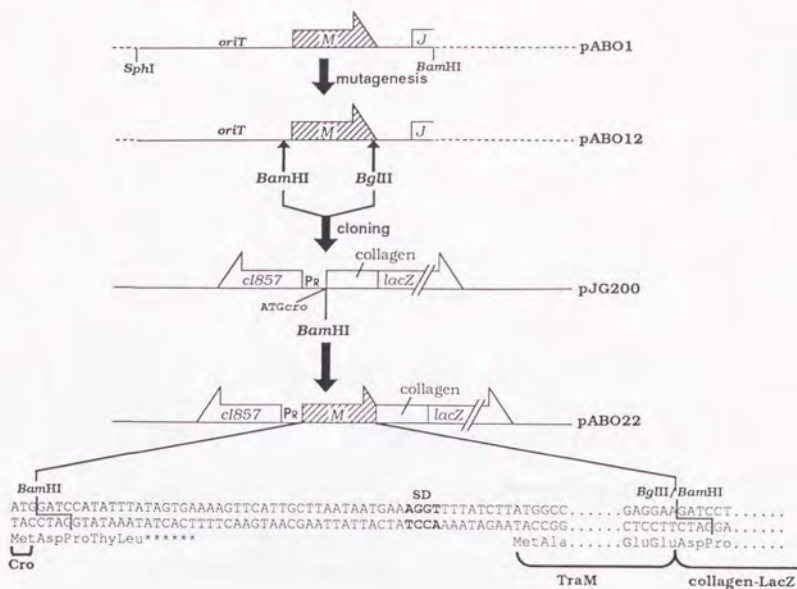 oriT M J pABO1
SphI BamHI
mutagenesis
oriT M J pABO12
BamHI BglII
cloning
collagen
cI857 PR lacZ pJG200
ATGcro
BamHI
collagen
cI857 PR M lacZ pABO22
BamHI SD BglII/BamHI
ATGGATCCATATTTATAGTGAAAAGTTCATTGCTTAATAATGAAAGGTTTTATCTTATGGCC......GAGGAAGATCCT......
TACCTAGGTATAAATATCACTTTTCAAGTAACGAATTATTACTATCCAAAATAGAATACCGG......CTCCTTCTAGGA......
MetAspProThyLeu****** MetAla......GluGluAspPro......
Cro TraM collagen-LacZ